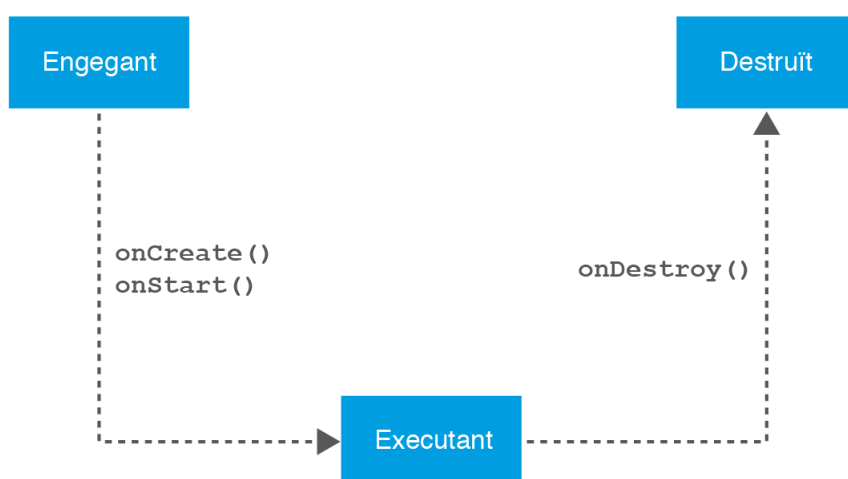 Engegant
Destruït
onCreate()
onStart()
onDestroy()
Executant